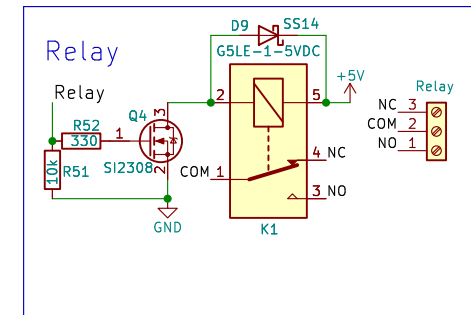 D9
SS14
Relay
G5LE-1-5VDC
+5V
Relay
Relay
2
5
Q4
3
NC 3
R52
330
1
COM 2
NO 1
10k
R51
SI2308
2
COM 1
4 NC
3 NO
GND
K1